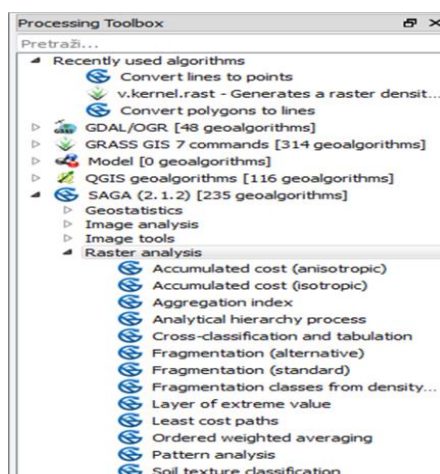 Processing Toolbox
Pretraži...
Recently used algorithms
Convert lines to points
v.kernel.rast - Generates a raster densit...
Convert polygons to lines
GDAL/OGR [48 geoalgorithms]
GRASS GIS 7 commands [314 geoalgorithms]
Model [0 geoalgorithms]
QGIS geoalgorithms [116 geoalgorithms]
SAGA (2.1.2) [235 geoalgorithms]
Geostatistics
Image analysis
Image tools
Raster analysis
Accumulated cost (anisotropic)
Accumulated cost (isotropic)
Aggregation index
Analytical hierarchy process
Cross-classification and tabulation
Fragmentation (alternative)
Fragmentation (standard)
Fragmentation classes from density...
Layer of extreme value
Least cost paths
Ordered weighted averaging
Pattern analysis
Soil texture classification